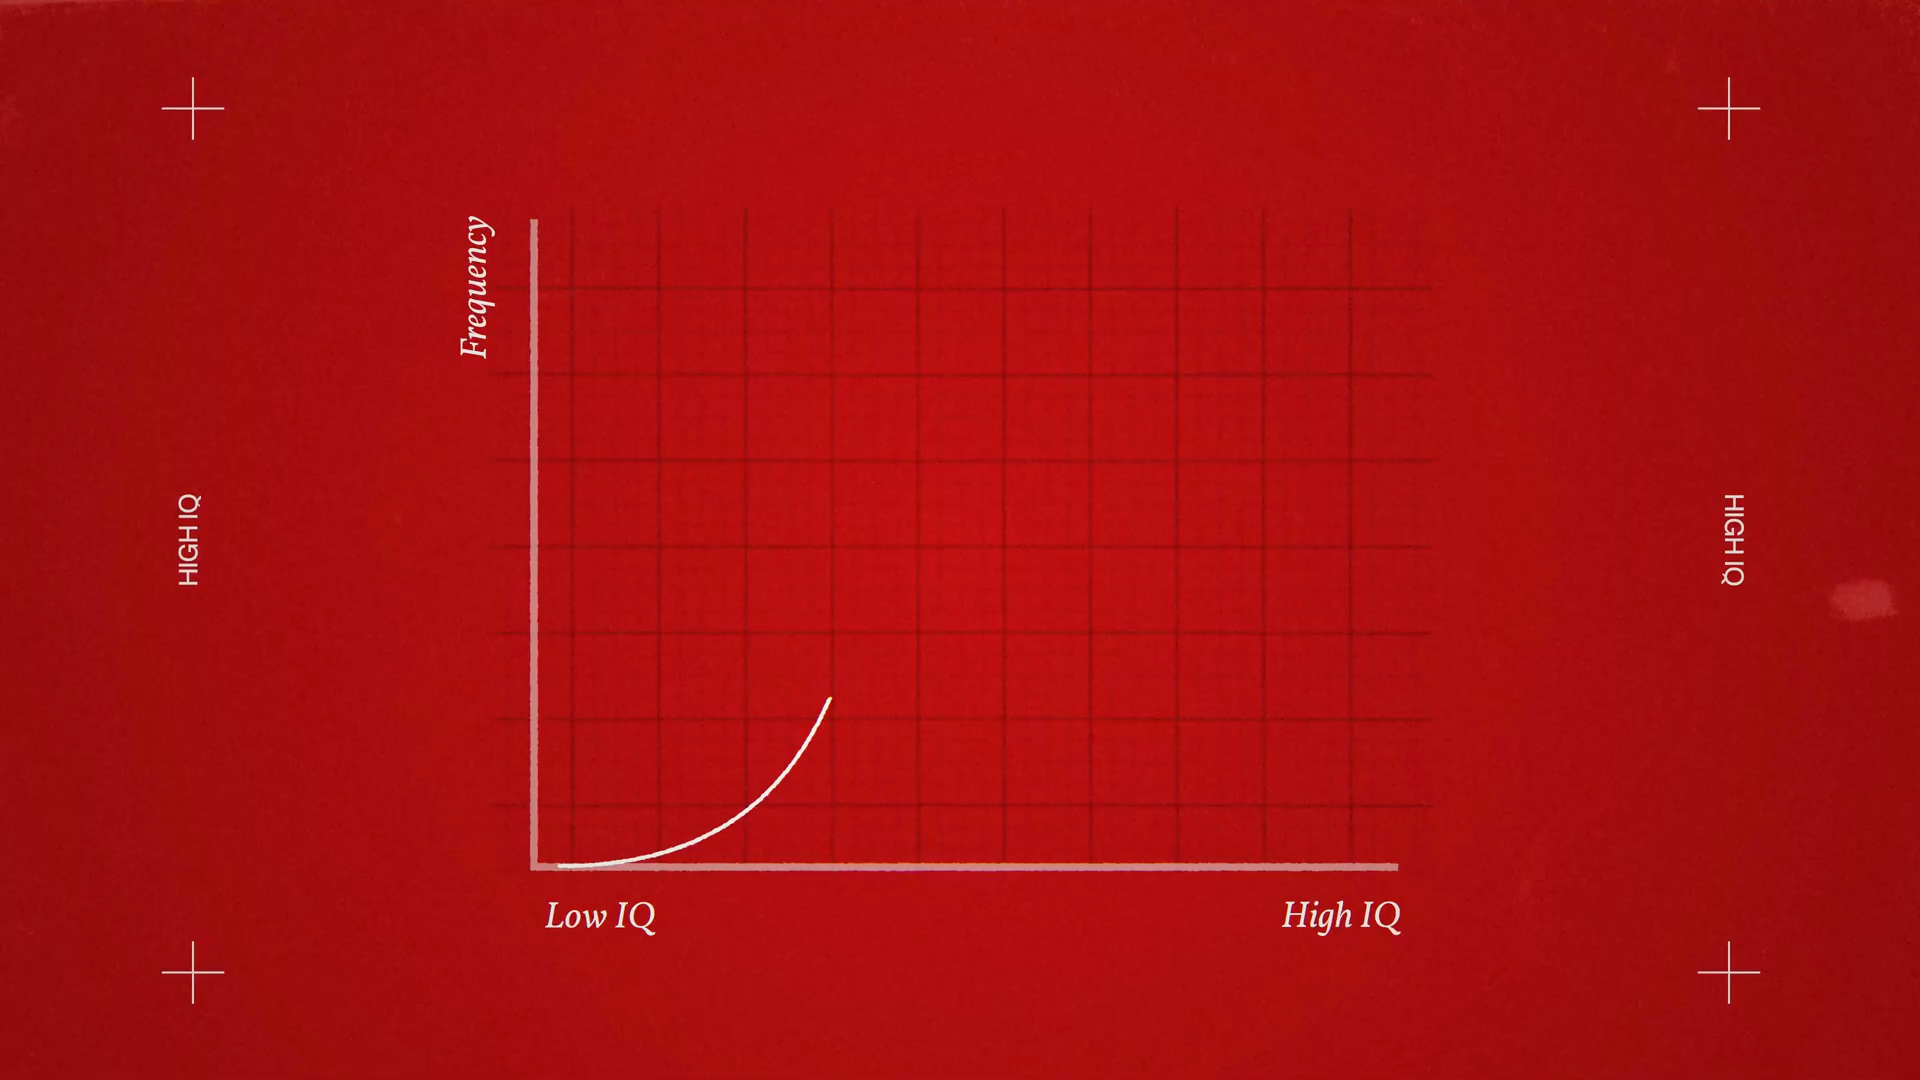 Frequency
HIGH IQ
HIGH IQ
Low IQ
High IQ